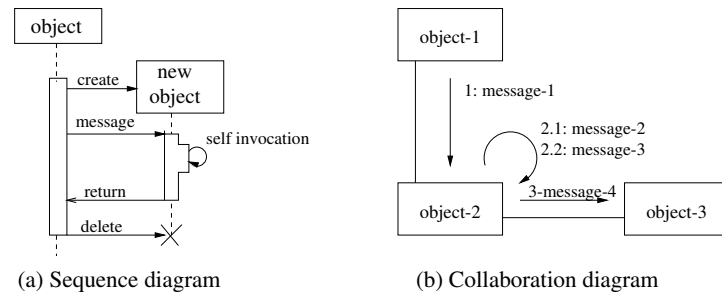 object
create
new
object
message
self invocation
return
delete
(a) Sequence diagram
object-1
1: message-1
2.1: message-2
2.2: message-3
3-message-4
object-2
object-3
(b) Collaboration diagram